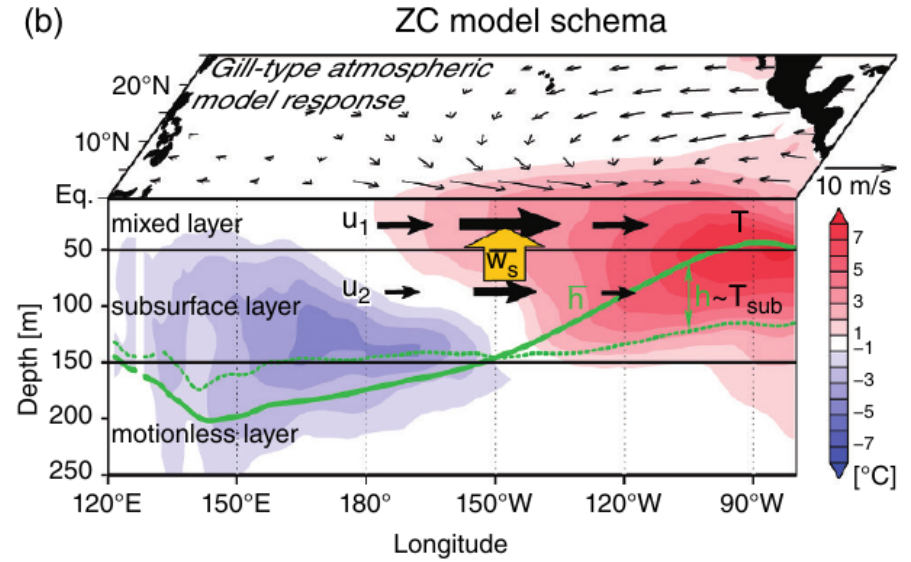 (b)
ZC model schema
Gill-type atmospheric
model response
20°N
10°N
Eq.
10 m/s
mixed layer
u1
T
50
w̅s
subsurface layer
u2
h̅
h~Tsub
100
150
200
motionless layer
250
Depth [m]
120°E
150°E
180°
150°W
120°W
90°W
Longitude
7
5
3
1
−1
−3
−5
−7
[°C]